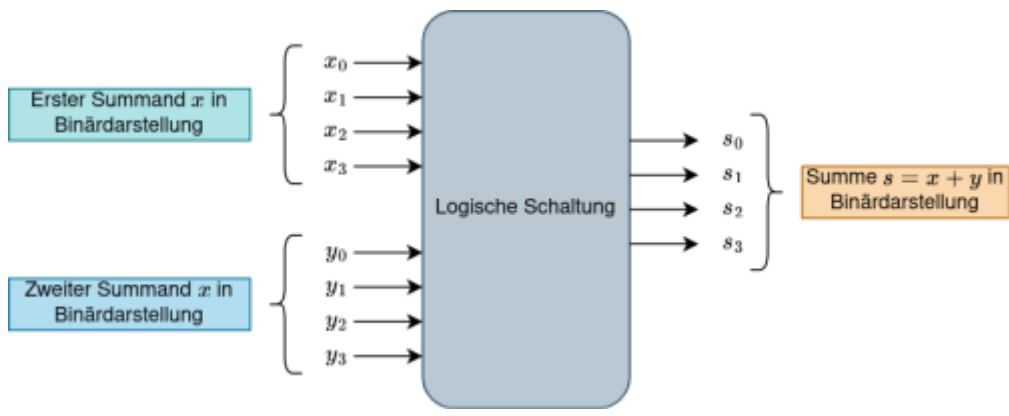 Erster Summand x in
Binärdarstellung
x₀
x₁
x₂
x₃
Zweiter Summand x in
Binärdarstellung
y₀
y₁
y₂
y₃
Logische Schaltung
s₀
s₁
s₂
s₃
Summe s = x + y in
Binärdarstellung